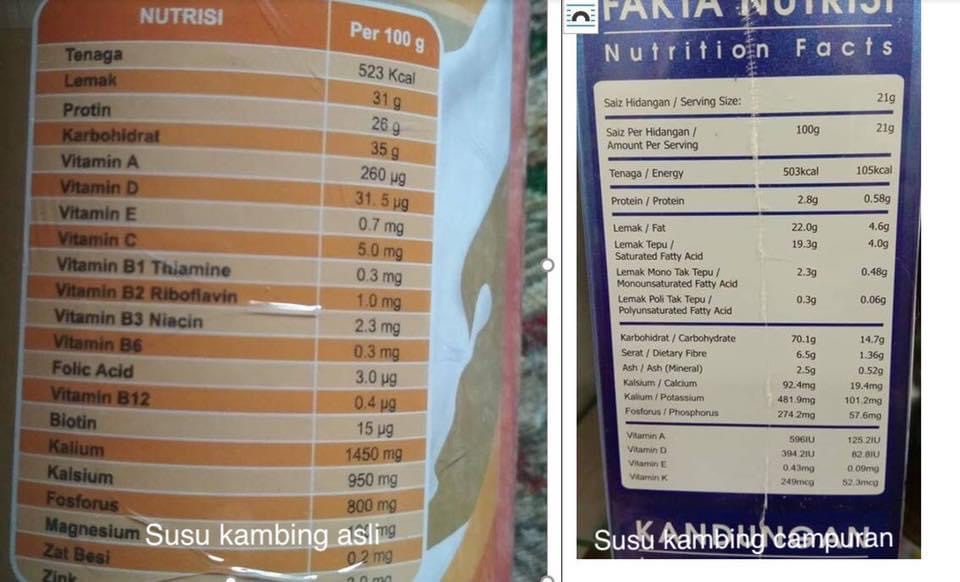 NUTRISI Per 100 g
Tenaga 523 Kcal
Lemak 31 g
Protin 26 g
Karbohidrat 35 g
Vitamin A 260 µg
Vitamin D 31. 5 µg
Vitamin E 0.7 mg
Vitamin C 5.0 mg
Vitamin B1 Thiamine 0.3 mg
Vitamin B2 Riboflavin 1.0 mg
Vitamin B3 Niacin 2.3 mg
Vitamin B6 0.3 mg
Folic Acid 3.0 µg
Vitamin B12 0.4 µg
Biotin 15 µg
Kalium 1450 mg
Kalsium 950 mg
Fosforus 800 mg
Magnesium mg
Susu kambing asli
Zat Besi 0.2 mg
Zink
FAKTA NUTRISI
Nutrition Facts
Saiz Hidangan / Serving Size: 21g
Saiz Per Hidangan / 100g 21g
Amount Per Serving
Tenaga / Energy 503kcal 105kcal
Protein / Protein 2.8g 0.58g
Lemak / Fat 22.0g 4.6g
Lemak Tepu / 19.3g 4.0g
Saturated Fatty Acid
Lemak Mono Tak Tepu / 2.3g 0.48g
Monounsaturated Fatty Acid
Lemak Poli Tak Tepu / 0.3g 0.06g
Polyunsaturated Fatty Acid
Karbohidrat / Carbohydrate 70.1g 14.7g
Serat / Dietary Fibre 6.5g 1.36g
Ash / Ash (Mineral) 2.5g 0.52g
Kalsium / Calcium 92.4mg 19.4mg
Kalium / Potassium 481.9mg 101.2mg
Fosforus / Phosphorus 274.2mg 57.6mg
Vitamin A 596IU 125.2IU
Vitamin D 394.2IU 82.8IU
Vitamin E 0.43mg 0.09mg
Vitamin K 249mcg 52.3mcg
KANDUNGAN
Susu kambing campuran